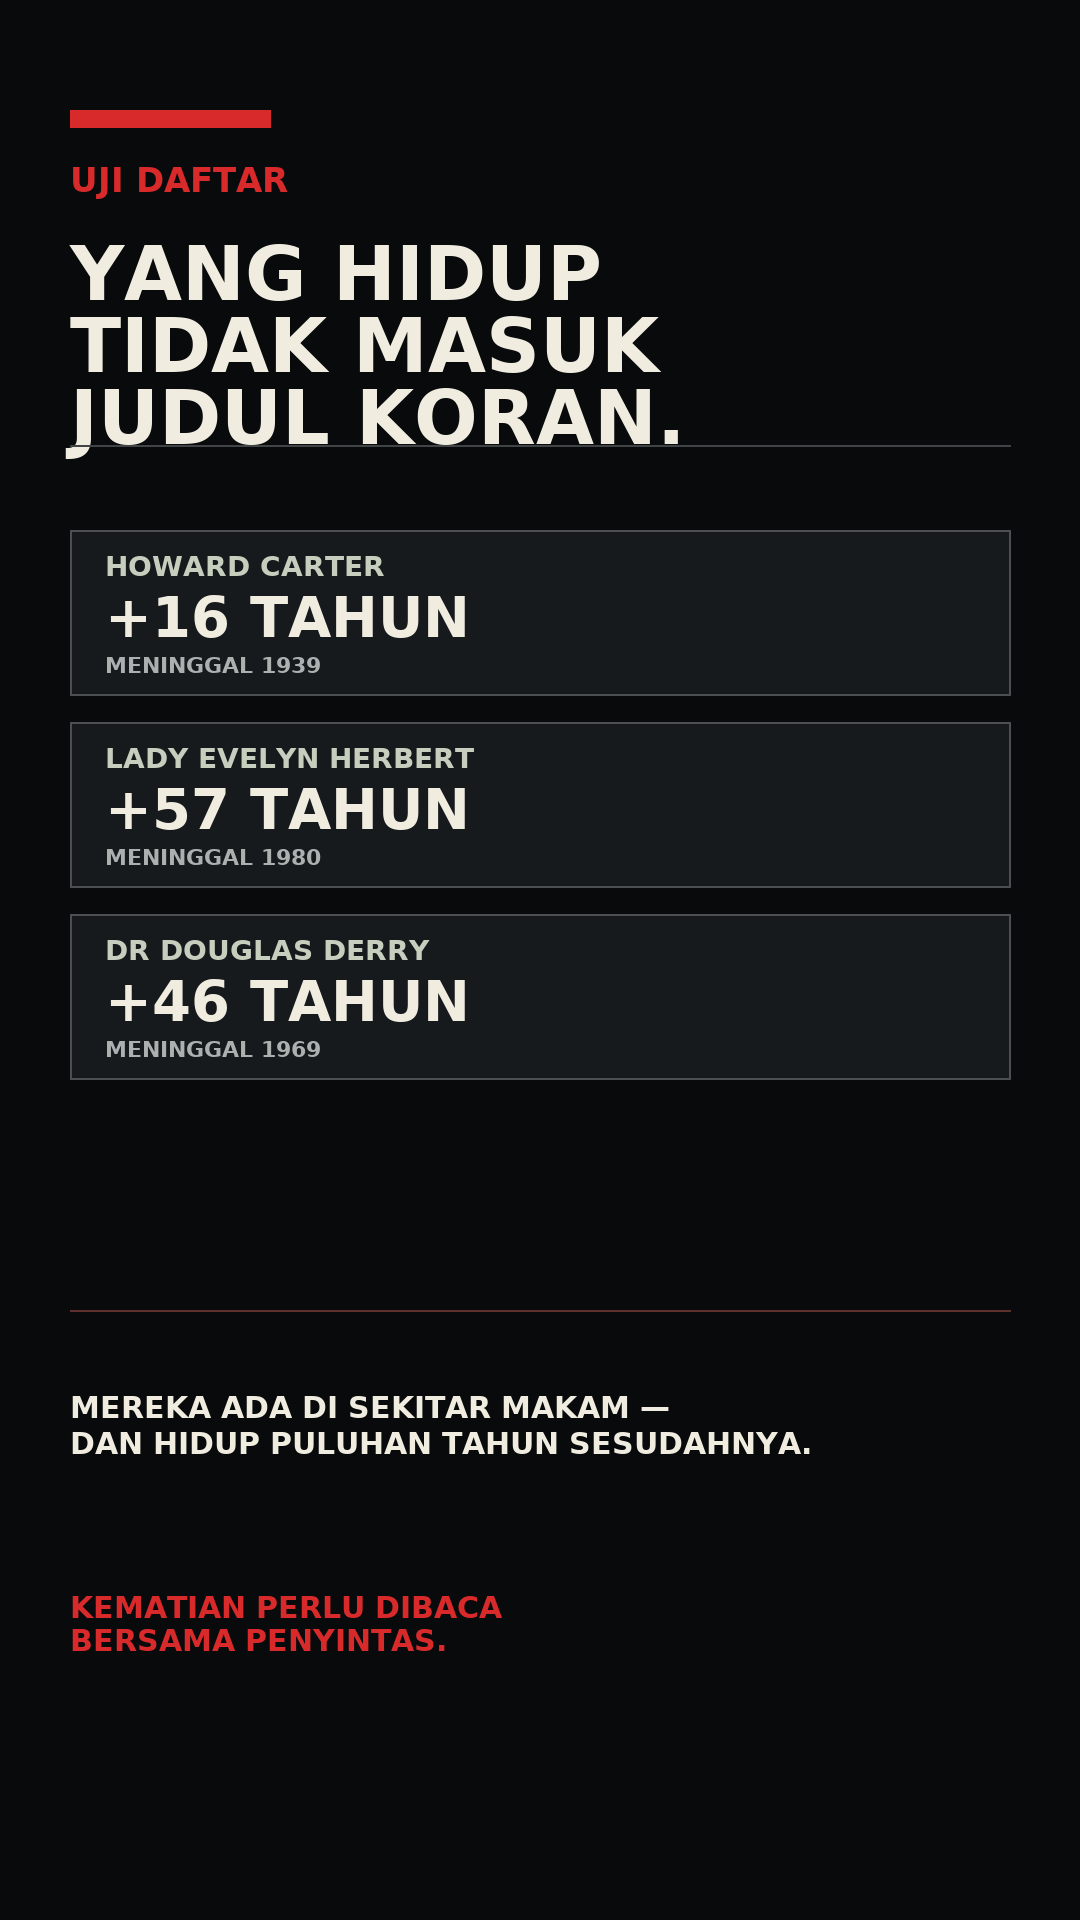 UJI DAFTAR
YANG HIDUP
TIDAK MASUK
JUDUL KORAN.
HOWARD CARTER
+16 TAHUN
MENINGGAL 1939
LADY EVELYN HERBERT
+57 TAHUN
MENINGGAL 1980
DR DOUGLAS DERRY
+46 TAHUN
MENINGGAL 1969
MEREKA ADA DI SEKITAR MAKAM —
DAN HIDUP PULUHAN TAHUN SESUDAHNYA.
KEMATIAN PERLU DIBACA
BERSAMA PENYINTAS.